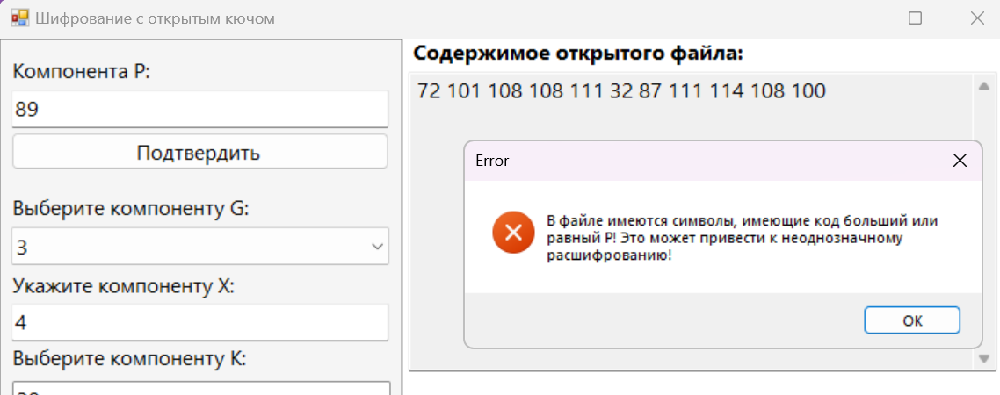 Шифрование с открытым кючом
Компонента P:
89
Подтвердить
Выберите компоненту G:
3
Укажите компоненту X:
4
Выберите компоненту К:
Содержимое открытого файла:
72 101 108 108 111 32 87 111 114 108 100
Error
В файле имеются символы, имеющие код больший или
равный P! Это может привести к неоднозначному
расшифрованию!
ОК